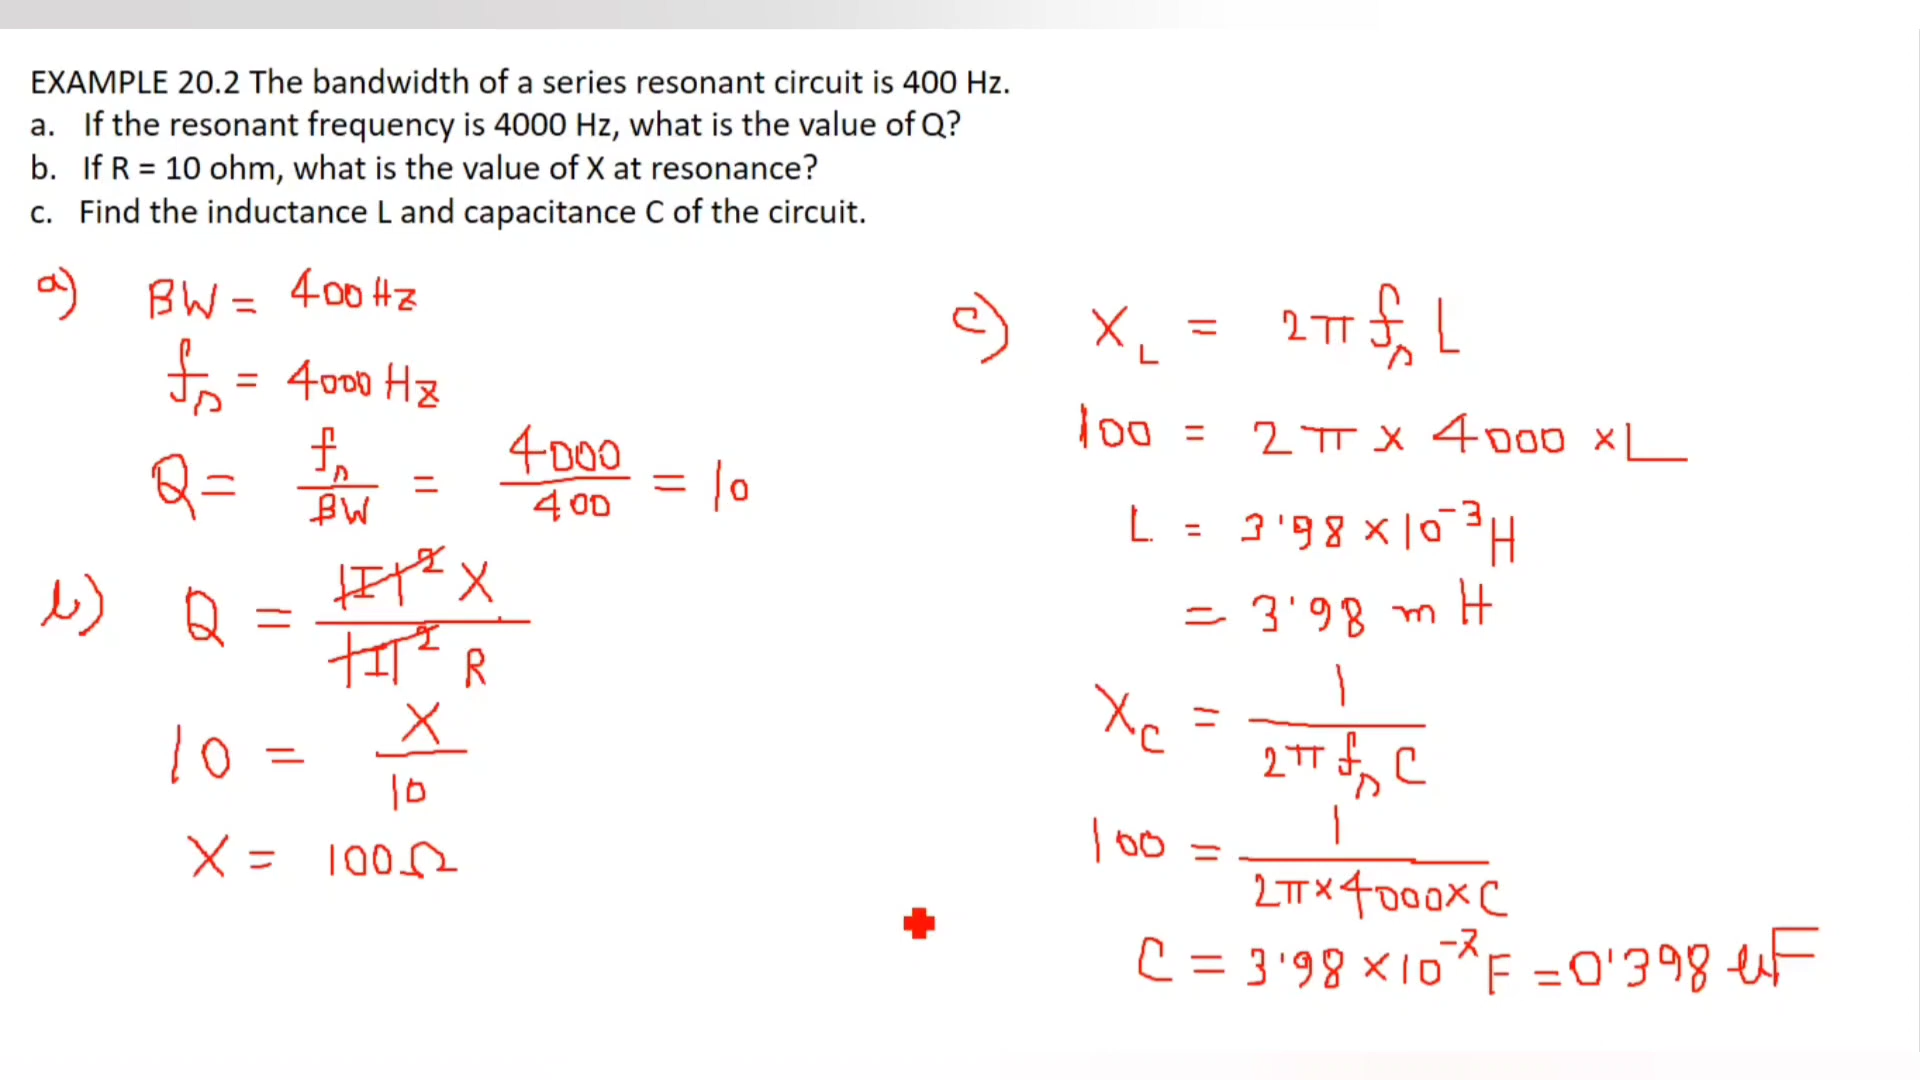 EXAMPLE 20.2 The bandwidth of a series resonant circuit is 400 Hz.
a. If the resonant frequency is 4000 Hz, what is the value of Q?
b. If R = 10 ohm, what is the value of X at resonance?
c. Find the inductance L and capacitance C of the circuit.
a) BW = 400 Hz
fr = 4000 Hz
Q = fr / BW = 4000 / 400 = 10
b) Q = |I|² X / |I|² R
10 = X / 10
X = 100 Ω
c) X_L = 2π fr L
100 = 2π × 4000 × L
L = 3.98 × 10⁻³ H
= 3.98 mH
X_C = 1 / 2π fr C
100 = 1 / 2π × 4000 × C
C = 3.98 × 10⁻⁷ F = 0.398 uF